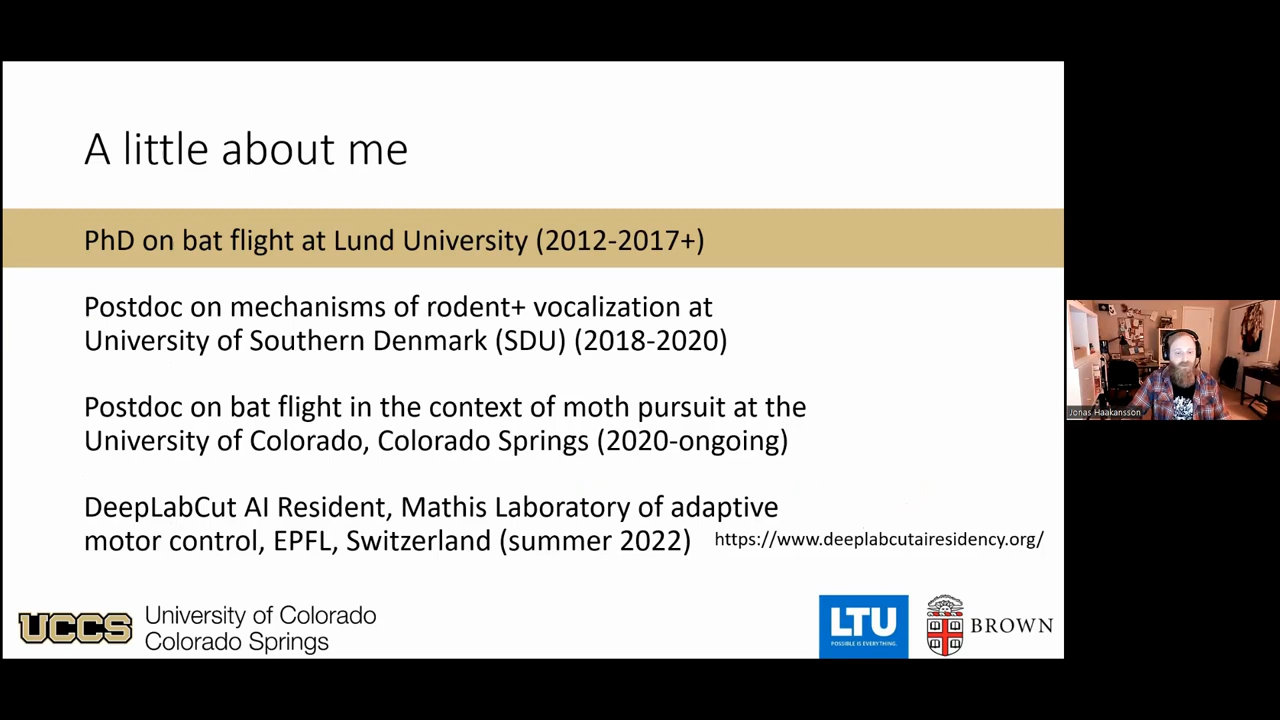 A little about me
PhD on bat flight at Lund University (2012-2017+)
Postdoc on mechanisms of rodent+ vocalization at
University of Southern Denmark (SDU) (2018-2020)
Postdoc on bat flight in the context of moth pursuit at the
University of Colorado, Colorado Springs (2020-ongoing)
DeepLabCut AI Resident, Mathis Laboratory of adaptive
motor control, EPFL, Switzerland (summer 2022)
https://www.deeplabcutairesidency.org/
UCCS
University of Colorado
Colorado Springs
LTU
POSSIBLE IS EVERYTHING.
BROWN
Jonas Haakansson